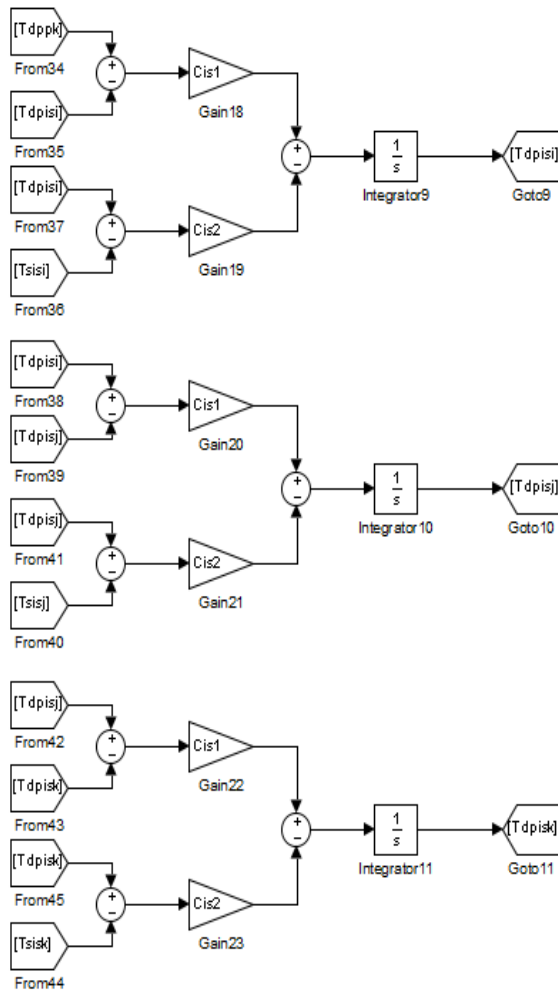 [Tdppk]
From34
[Tdpisi]
From35
[Tdpisi]
From37
[Tsisi]
From36
+
−
+
−
Cis1
Gain18
Cis2
Gain19
+
−
1
s
Integrator9
[Tdpisi]
Goto9
[Tdpisi]
From38
[Tdpisj]
From39
[Tdpisj]
From41
[Tsisj]
From40
+
−
+
−
Cis1
Gain20
Cis2
Gain21
+
−
1
s
Integrator10
[Tdpisj]
Goto10
[Tdpisj]
From42
[Tdpisk]
From43
[Tdpisk]
From45
[Tsisk]
From44
+
−
+
−
Cis1
Gain22
Cis2
Gain23
+
−
1
s
Integrator11
[Tdpisk]
Goto11